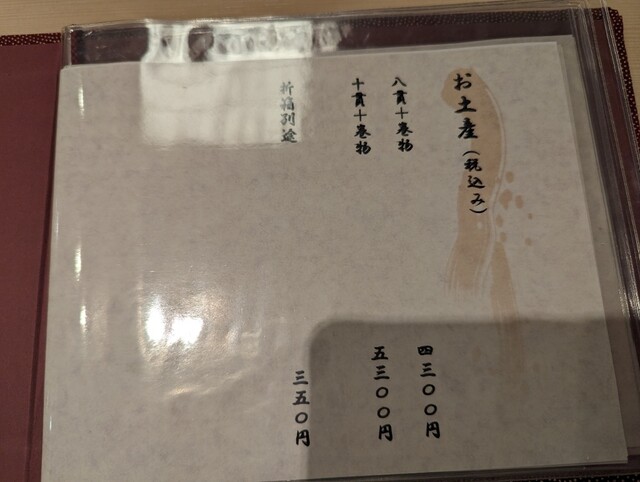 お土産(税込み)
八貫十巻物 四三〇〇円
十貫十巻物 五三〇〇円
折箱別途 三五〇円